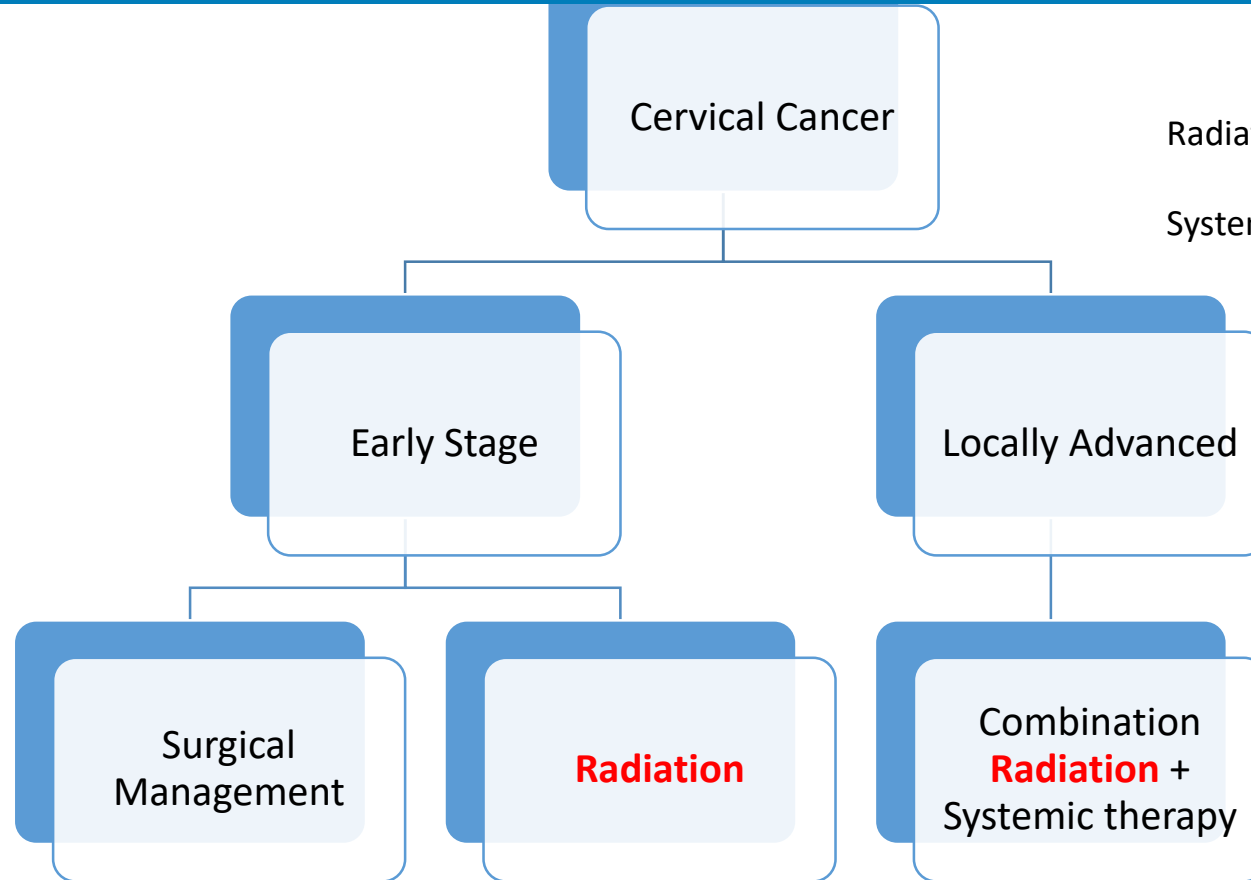 Cervical Cancer
Early Stage
Locally Advanced
Surgical
Management
Radiation
Combination
Radiation +
Systemic therapy